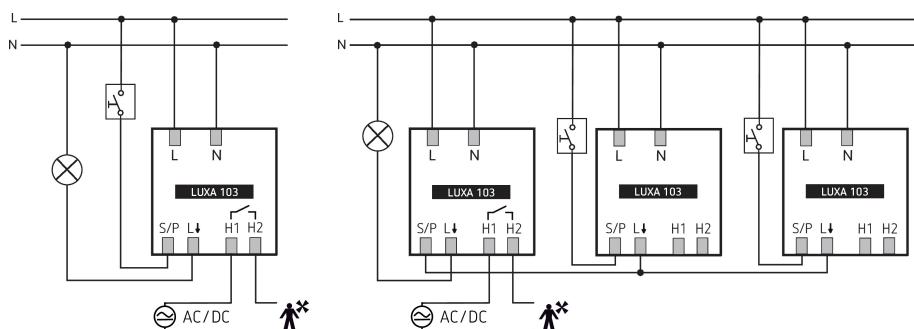 L
N
L N
LUXA 103
S/P L↓ H1 H2
AC/DC
L
N
L N
LUXA 103
S/P L↓ H1 H2
AC/DC
L N
LUXA 103
S/P L↓ H1 H2
L N
LUXA 103
S/P L↓ H1 H2